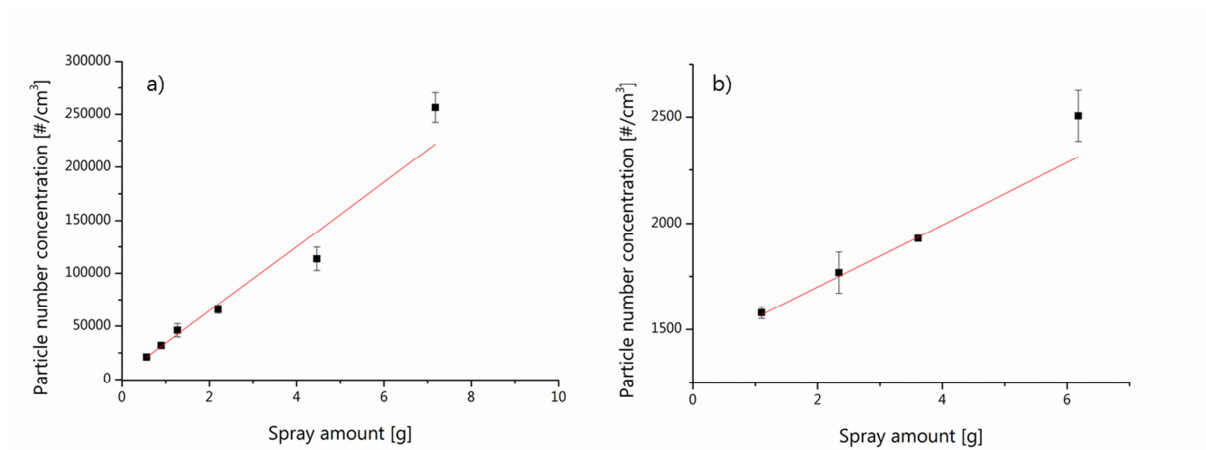 a)
Particle number concentration [#/cm³]
300000
250000
200000
150000
100000
50000
0
0 2 4 6 8 10
Spray amount [g]
b)
Particle number concentration [#/cm³]
2500
2000
1500
0 2 4 6
Spray amount [g]